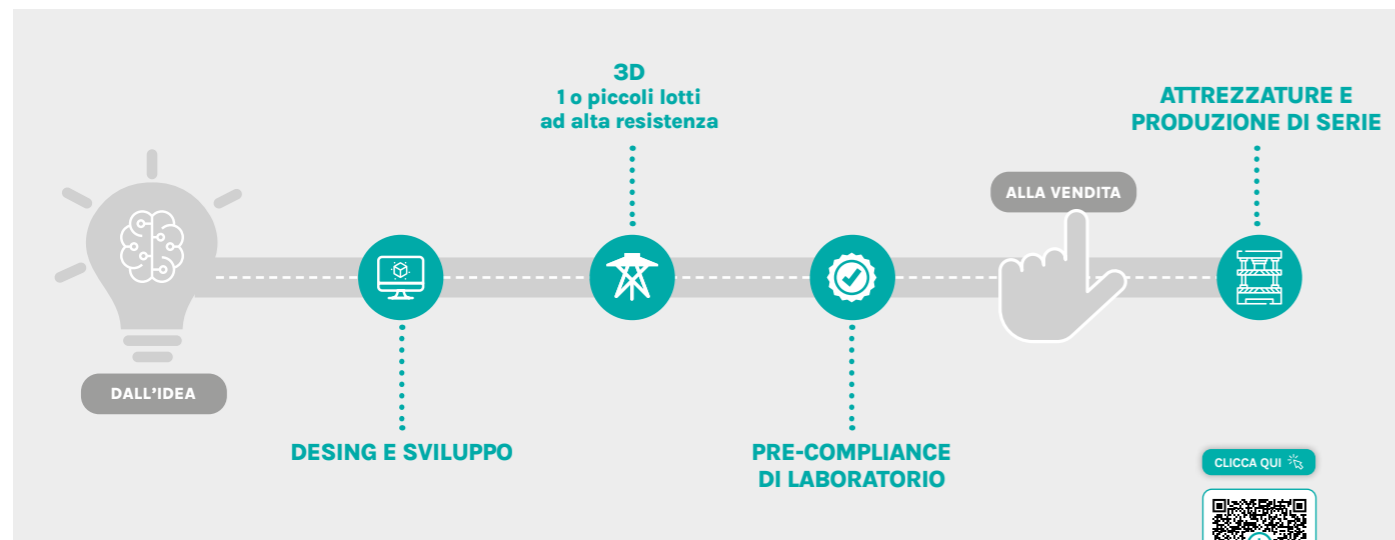 3D
1 o piccoli lotti
ad alta resistenza
ATTREZZATURE E
PRODUZIONE DI SERIE
ALLA VENDITA
DALL'IDEA
DESING E SVILUPPO
PRE-COMPLIANCE
DI LABORATORIO
CLICCA QUI